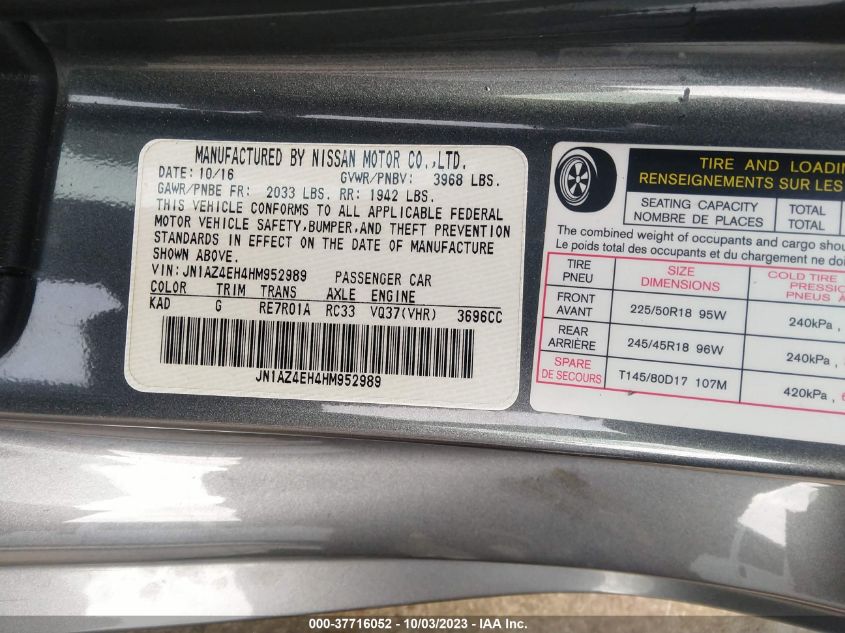 MANUFACTURED BY NISSAN MOTOR CO.,LTD.
DATE: 10/16 GVWR/PNBV: 3968 LBS.
GAWR/PNBE FR: 2033 LBS. RR: 1942 LBS.
THIS VEHICLE CONFORMS TO ALL APPLICABLE FEDERAL
MOTOR VEHICLE SAFETY,BUMPER,AND THEFT PREVENTION
STANDARDS IN EFFECT ON THE DATE OF MANUFACTURE
SHOWN ABOVE.
VIN: JN1AZ4EH4HM952989 PASSENGER CAR
COLOR TRIM TRANS AXLE ENGINE
KAD G RE7R01A RC33 VQ37(VHR) 3696CC
JN1AZ4EH4HM952989
TIRE AND LOADIN
RENSEIGNEMENTS SUR LES
SEATING CAPACITY TOTAL
NOMBRE DE PLACES TOTAL
The combined weight of occupants and cargo shou
Le poids total des occupants et du chargement ne doi
TIRE SIZE COLD TIRE
PNEU DIMENSIONS PRESSI
PNEUS À
FRONT
AVANT 225/50R18 95W 240kPa,
REAR
ARRIÈRE 245/45R18 96W 240kPa,
SPARE
DE SECOURS T145/80D17 107M 420kPa, 6
000-37716052 - 10/03/2023 - IAA Inc.